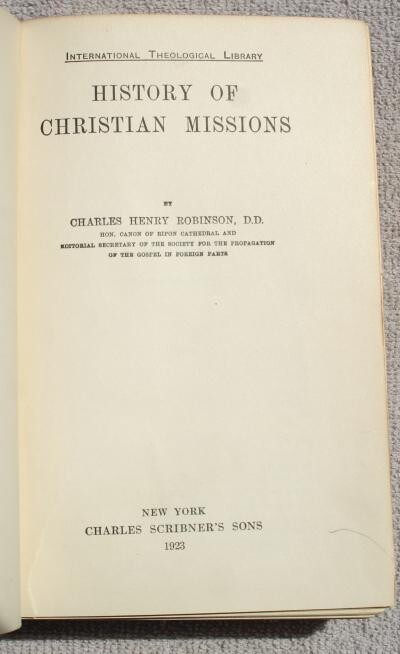 INTERNATIONAL THEOLOGICAL LIBRARY
HISTORY OF
CHRISTIAN MISSIONS
BY
CHARLES HENRY ROBINSON, D.D.
HON. CANON OF RIPON CATHEDRAL AND
EDITORIAL SECRETARY OF THE SOCIETY FOR THE PROPAGATION
OF THE GOSPEL IN FOREIGN PARTS
NEW YORK
CHARLES SCRIBNER'S SONS
1923